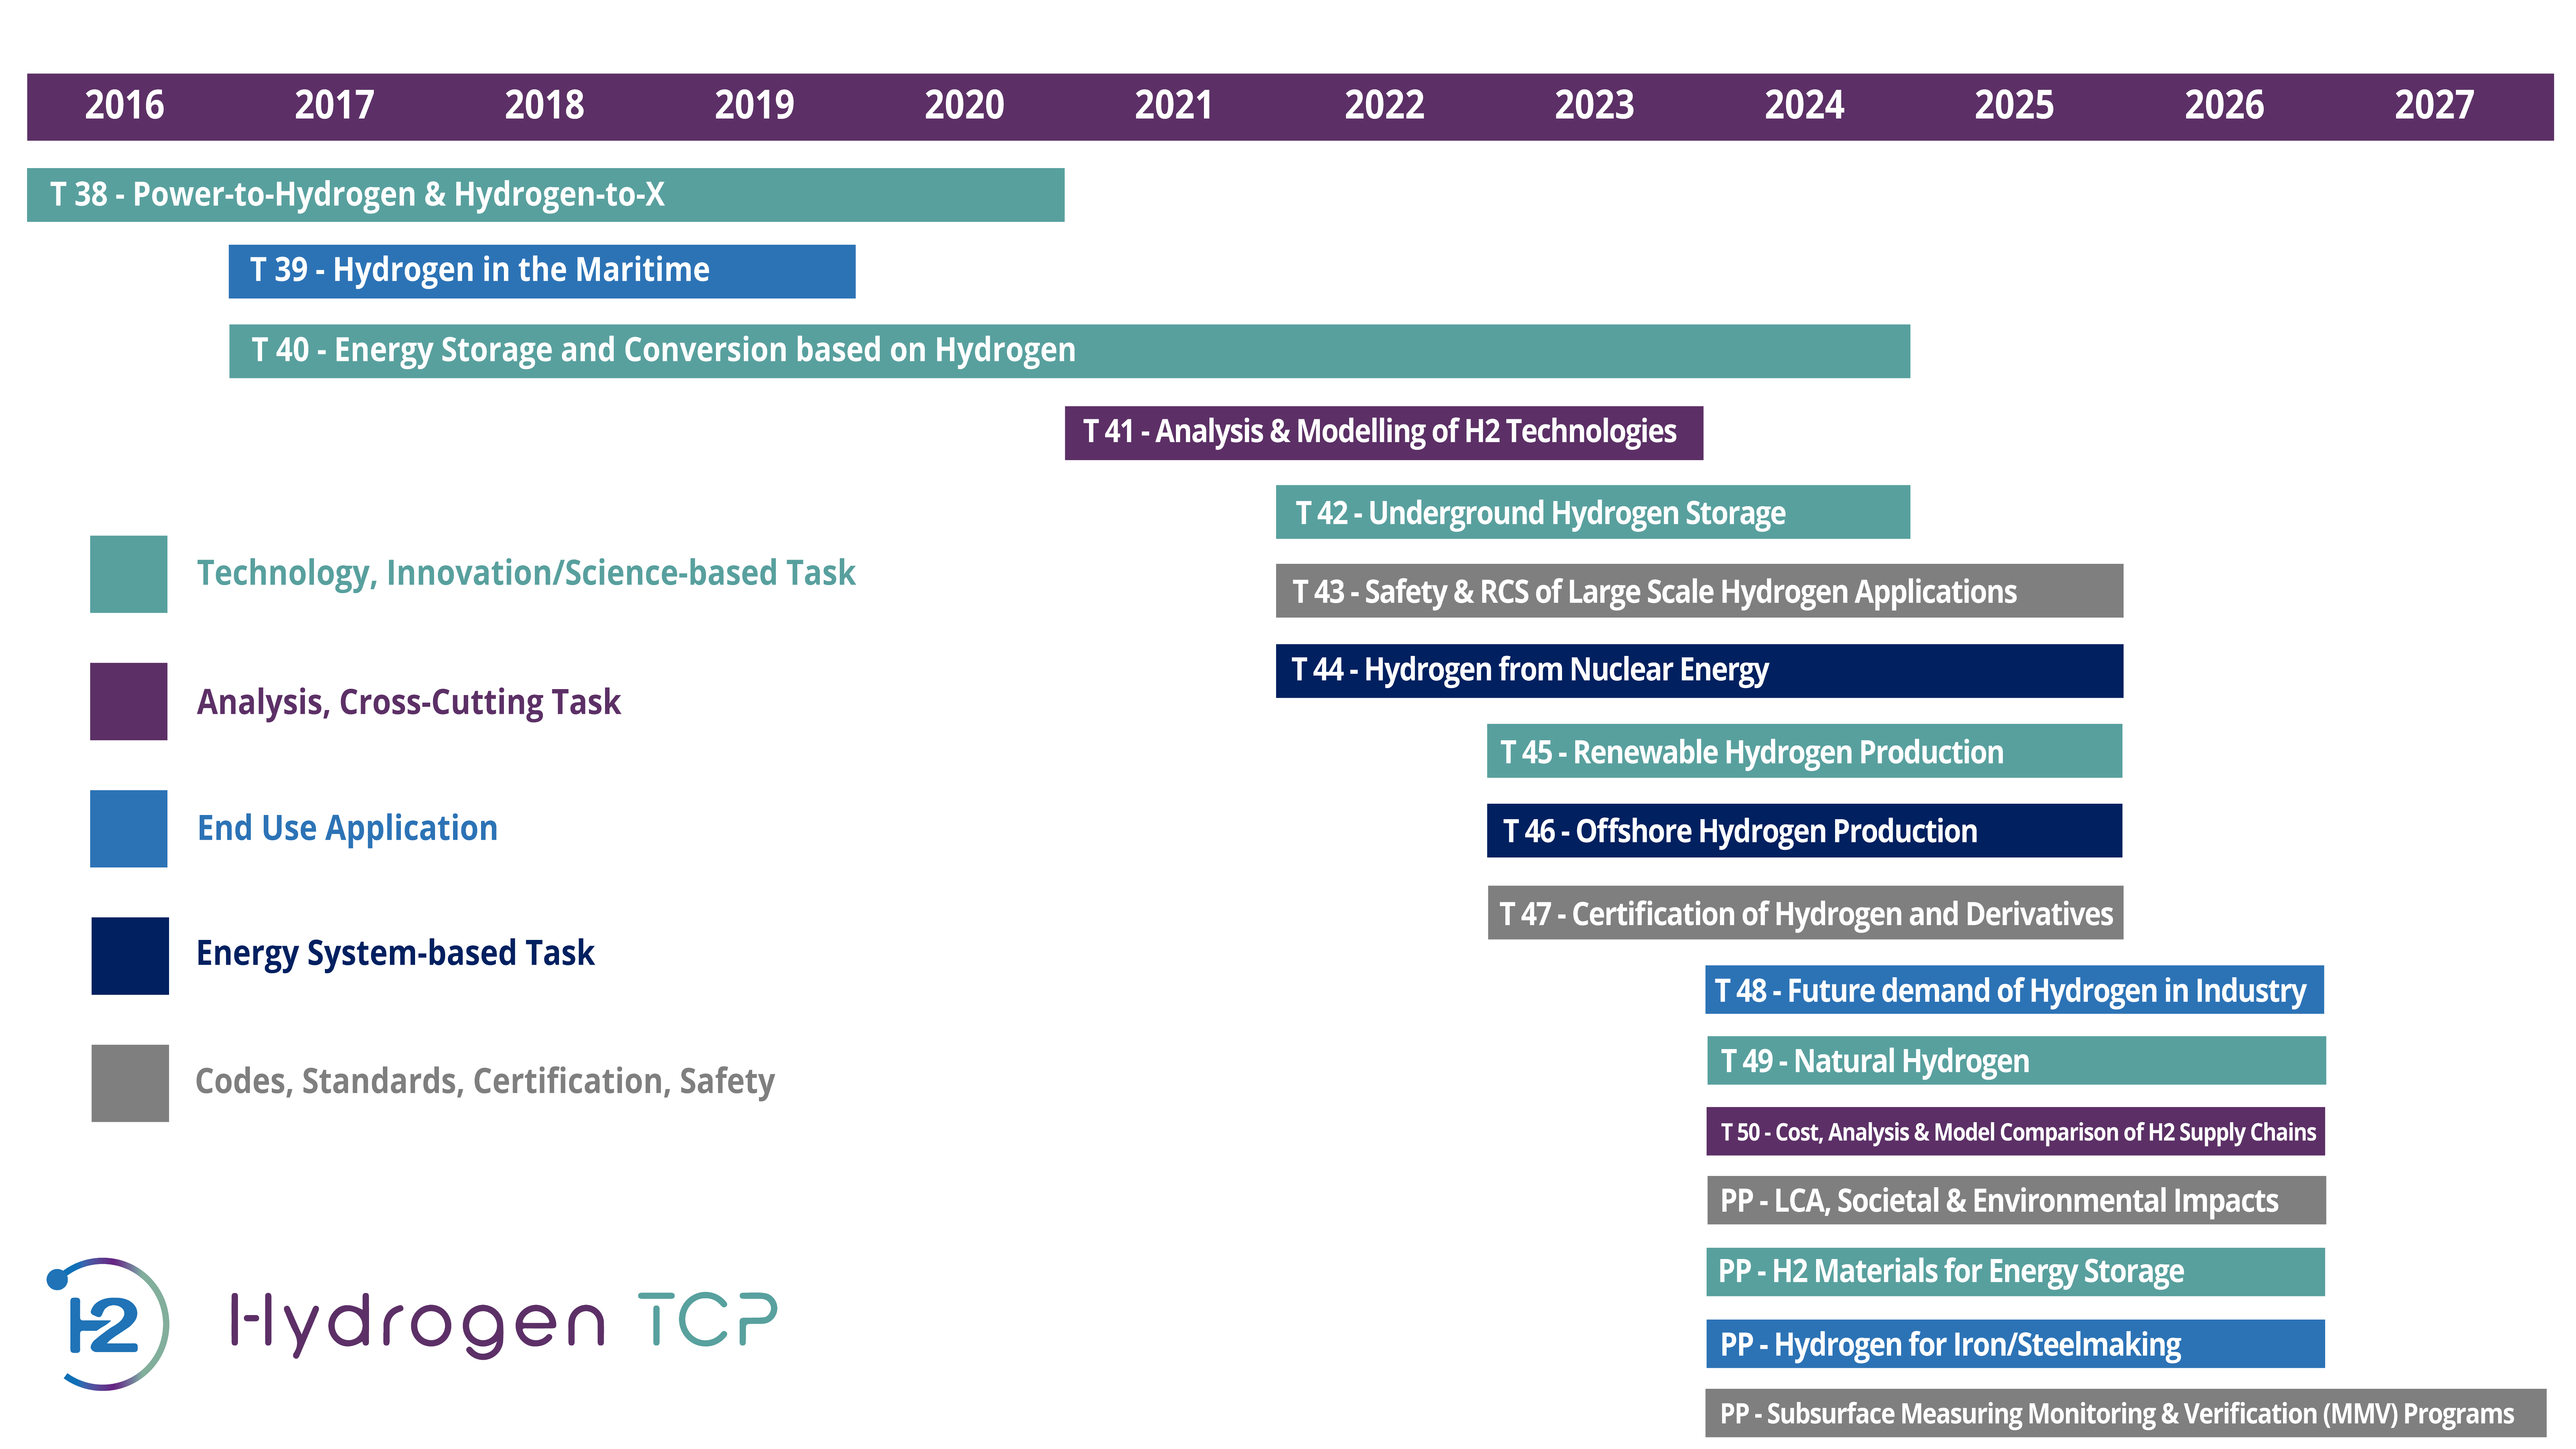 2016 2017 2018 2019 2020 2021 2022 2023 2024 2025 2026 2027
T 38 - Power-to-Hydrogen & Hydrogen-to-X
T 39 - Hydrogen in the Maritime
T 40 - Energy Storage and Conversion based on Hydrogen
T 41 - Analysis & Modelling of H2 Technologies
T 42 - Underground Hydrogen Storage
T 43 - Safety & RCS of Large Scale Hydrogen Applications
T 44 - Hydrogen from Nuclear Energy
T 45 - Renewable Hydrogen Production
T 46 - Offshore Hydrogen Production
T 47 - Certification of Hydrogen and Derivatives
T 48 - Future demand of Hydrogen in Industry
T 49 - Natural Hydrogen
T 50 - Cost, Analysis & Model Comparison of H2 Supply Chains
PP - LCA, Societal & Environmental Impacts
PP - H2 Materials for Energy Storage
PP - Hydrogen for Iron/Steelmaking
PP - Subsurface Measuring Monitoring & Verification (MMV) Programs
Technology, Innovation/Science-based Task
Analysis, Cross-Cutting Task
End Use Application
Energy System-based Task
Codes, Standards, Certification, Safety
H2
Hydrogen TCP